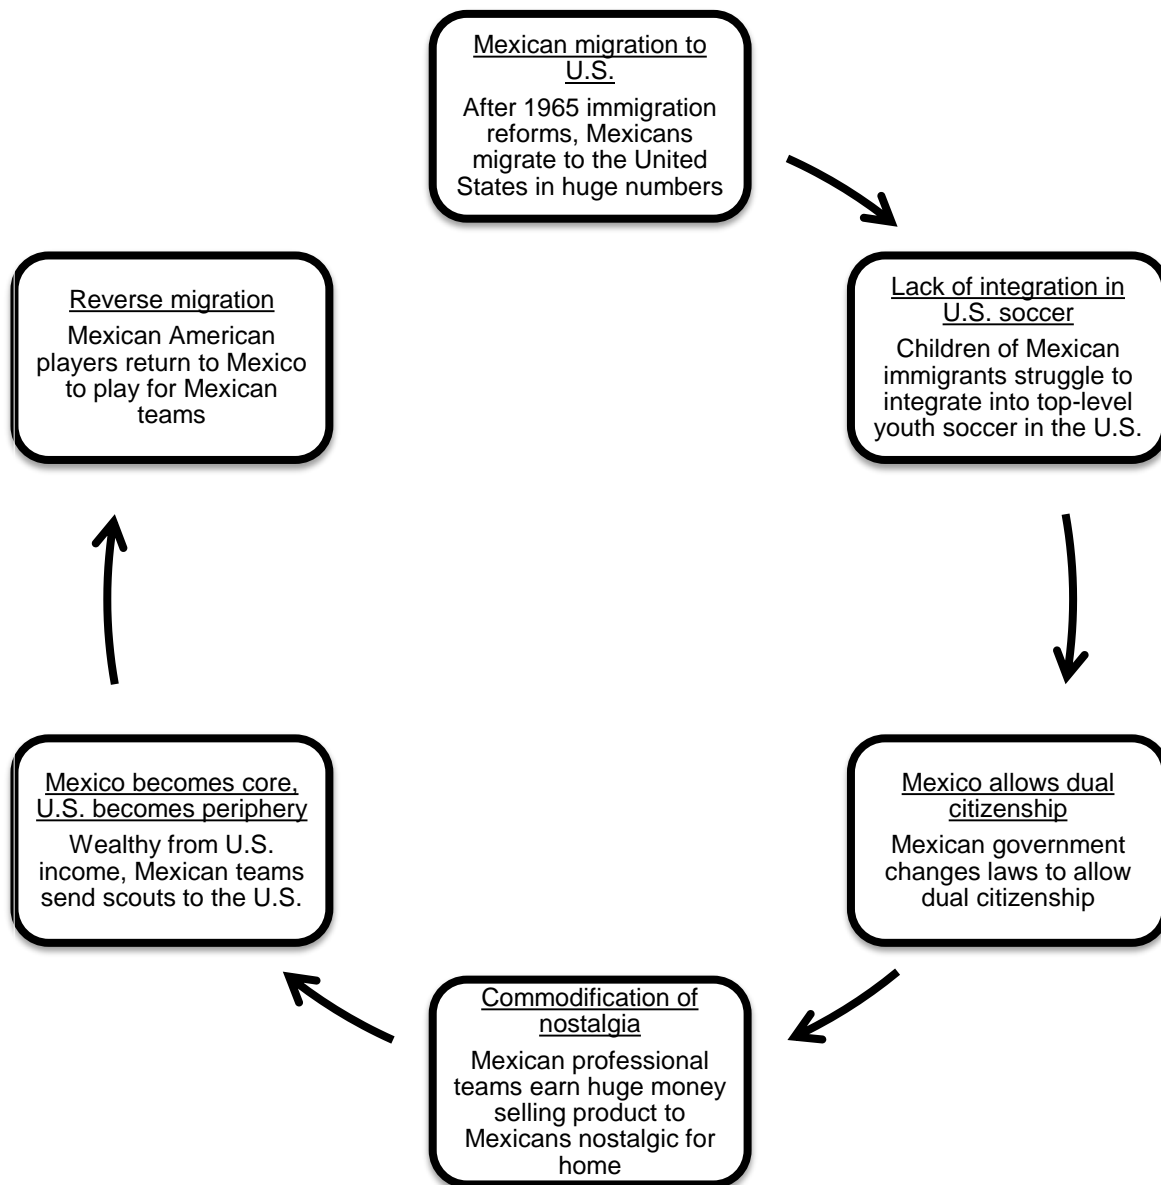 Mexican migration to
U.S.
After 1965 immigration
reforms, Mexicans
migrate to the United
States in huge numbers
Lack of integration in
U.S. soccer
Children of Mexican
immigrants struggle to
integrate into top-level
youth soccer in the U.S.
Mexico allows dual
citizenship
Mexican government
changes laws to allow
dual citizenship
Commodification of
nostalgia
Mexican professional
teams earn huge money
selling product to
Mexicans nostalgic for
home
Mexico becomes core,
U.S. becomes periphery
Wealthy from U.S.
income, Mexican teams
send scouts to the U.S.
Reverse migration
Mexican American
players return to Mexico
to play for Mexican
teams